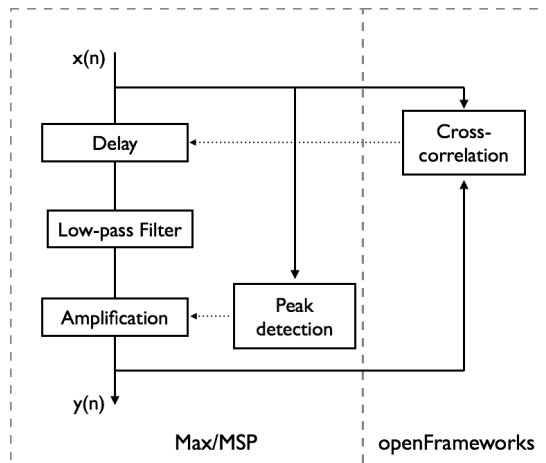 x(n)
Delay
Cross-
correlation
Low-pass Filter
Amplification
Peak
detection
y(n)
Max/MSP
openFrameworks